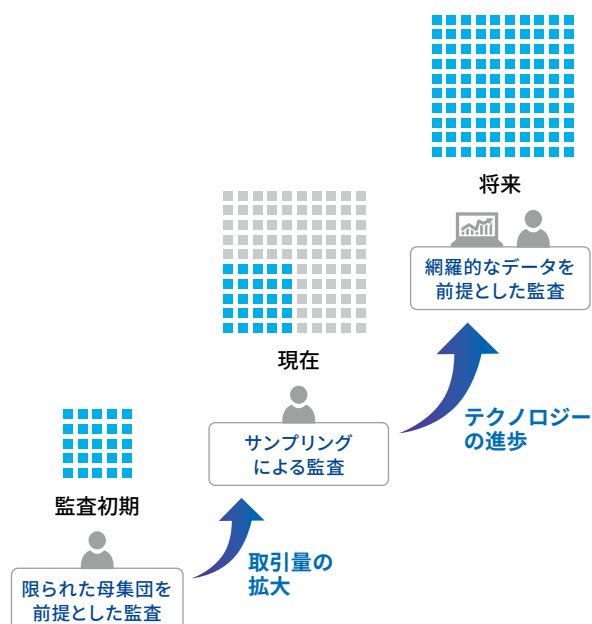 将来
網羅的なデータを
前提とした監査
現在
テクノロジー
の進歩
サンプリング
による監査
監査初期
取引量の
拡大
限られた母集団を
前提とした監査